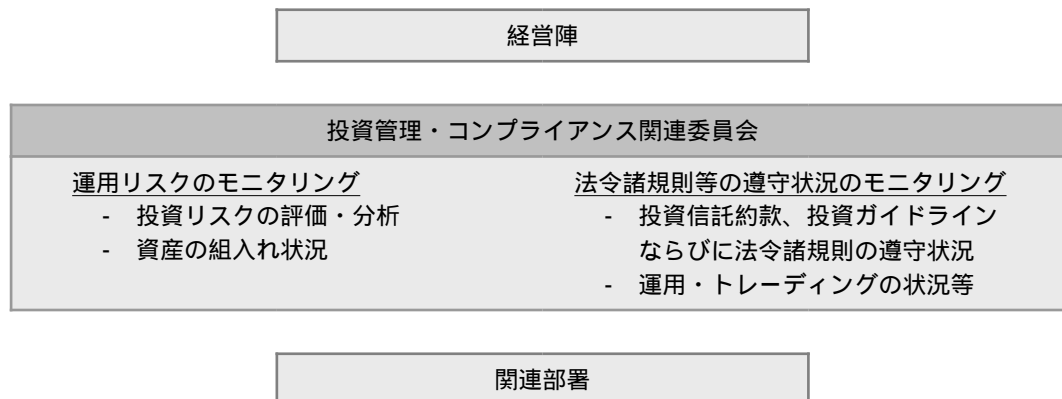 経営陣
投資管理・コンプライアンス関連委員会
運用リスクのモニタリング
- 投資リスクの評価・分析
- 資産の組入れ状況
法令諸規則等の遵守状況のモニタリング
- 投資信託約款、投資ガイドライン
ならびに法令諸規則の遵守状況
- 運用・トレーディングの状況等
関連部署